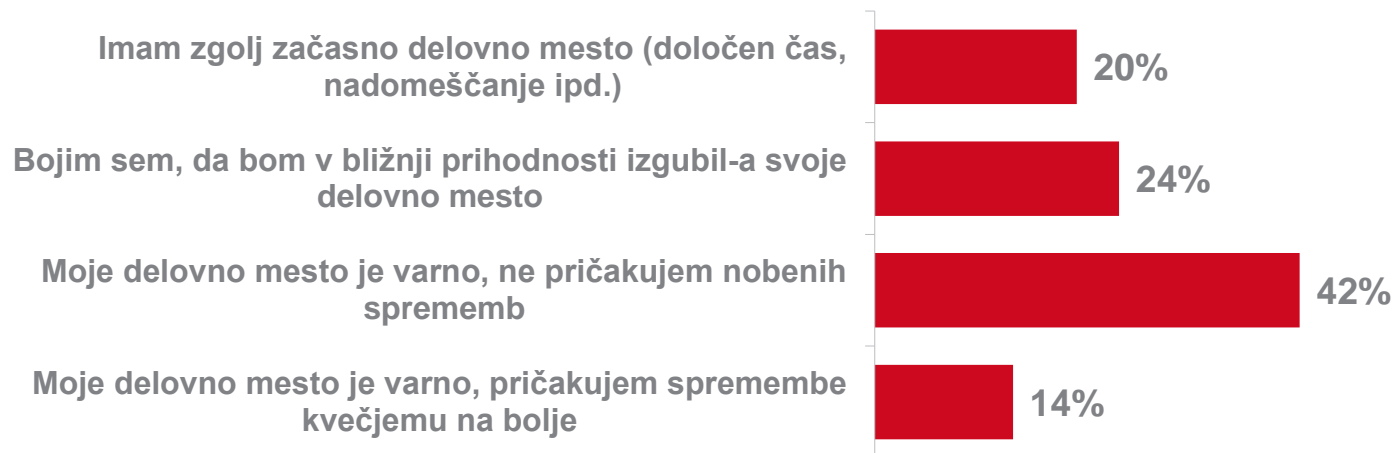 Imam zgolj začasno delovno mesto (določen čas,
nadomeščanje ipd.)
20%
Bojim sem, da bom v bližnji prihodnosti izgubil-a svoje
delovno mesto
24%
Moje delovno mesto je varno, ne pričakujem nobenih
sprememb
42%
Moje delovno mesto je varno, pričakujem spremembe
kvečjemu na bolje
14%